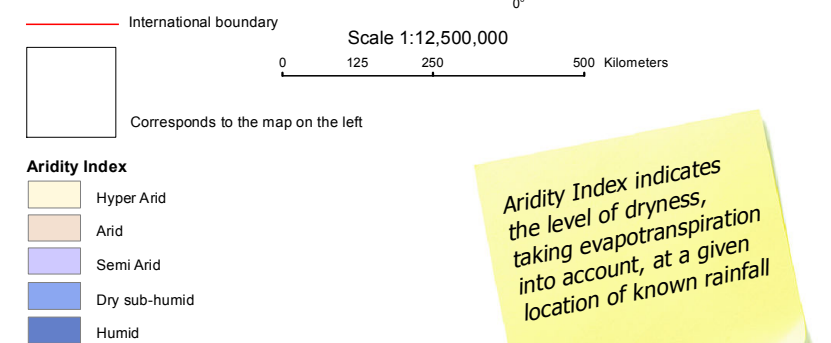 0°
International boundary
Scale 1:12,500,000
0 125 250 500 Kilometers
Corresponds to the map on the left
Aridity Index
Hyper Arid
Arid
Semi Arid
Dry sub-humid
Humid
Aridity Index indicates
the level of dryness,
taking evapotranspiration
into account, at a given
location of known rainfall